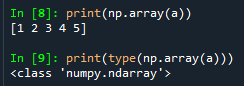 In [8]: print(np.array(a))
[1 2 3 4 5]
In [9]: print(type(np.array(a)))
<class 'numpy.ndarray'>